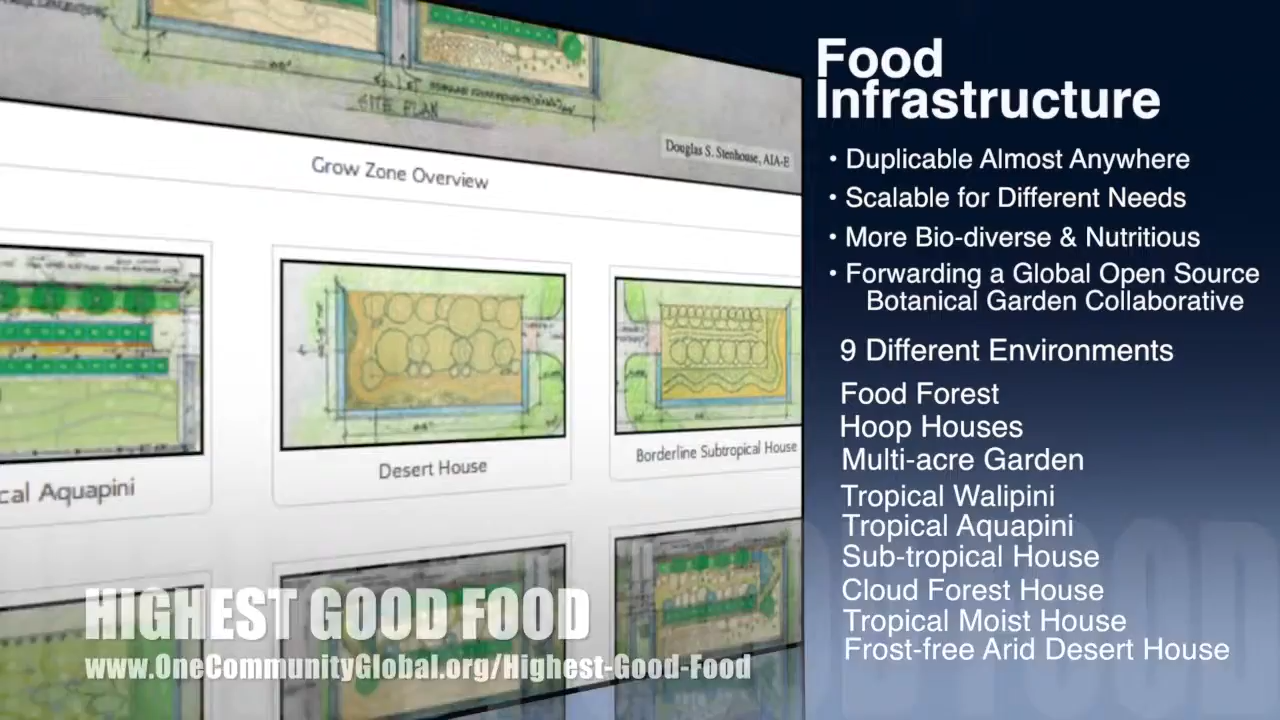 SITE PLAN
Douglas S. Stenhouse, AIA-E
Grow Zone Overview
cal Aquapini
Desert House
Borderline Subtropical House
HIGHEST GOOD FOOD
www.OneCommunityGlobal.org/Highest-Good-Food
Food
Infrastructure
• Duplicable Almost Anywhere
• Scalable for Different Needs
• More Bio-diverse & Nutritious
• Forwarding a Global Open Source
Botanical Garden Collaborative
9 Different Environments
Food Forest
Hoop Houses
Multi-acre Garden
Tropical Walipini
Tropical Aquapini
Sub-tropical House
Cloud Forest House
Tropical Moist House
Frost-free Arid Desert House